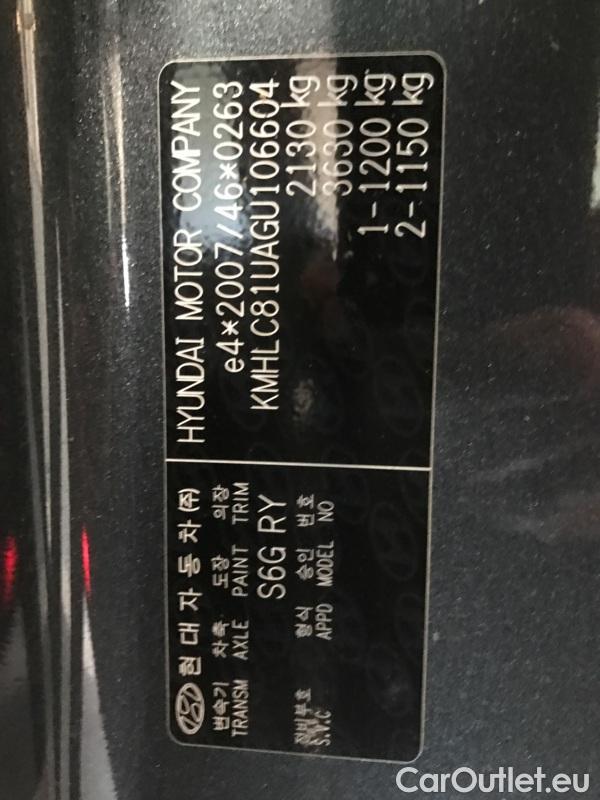 현대자동차(주)
변속기 차축 도장 의장
TRANSM AXLE PAINT TRIM
S6G RY
장비부호 형식 승인 번호
S.V.C APPD MODEL NO
HYUNDAI MOTOR COMPANY
e4*2007/46*0263
KMHLC81UAGU106604
2130 kg
3630 kg
1-1200 kg
2-1150 kg
CarOutlet.eu